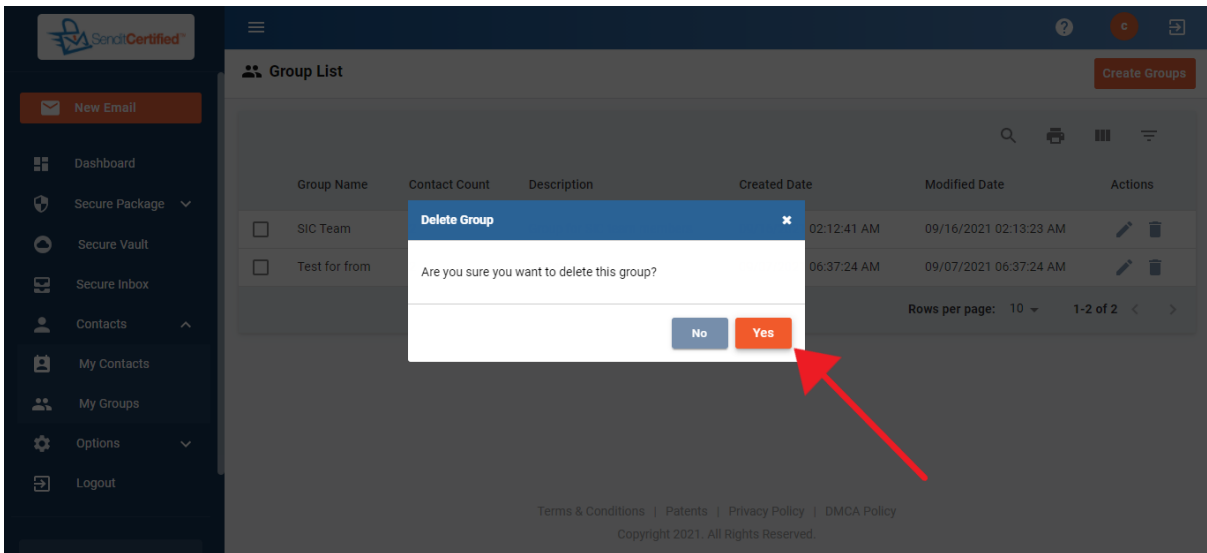 SenditCertified™
C
Group List
Create Groups
New Email
Dashboard
Secure Package
Secure Vault
Secure Inbox
Contacts
My Contacts
My Groups
Options
Logout
Group Name Contact Count Description Created Date Modified Date Actions
SIC Team 02:12:41 AM 09/16/2021 02:13:23 AM
Test for from 06:37:24 AM 09/07/2021 06:37:24 AM
Rows per page: 10 1-2 of 2
Delete Group
Are you sure you want to delete this group?
No Yes
Terms & Conditions | Patents | Privacy Policy | DMCA Policy
Copyright 2021. All Rights Reserved.